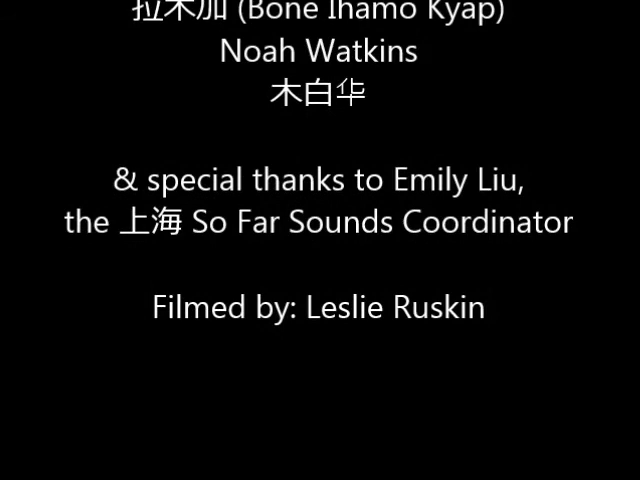 拉木加 (Bone Ihamo Kyap)
Noah Watkins
木白华
& special thanks to Emily Liu,
the 上海 So Far Sounds Coordinator
Filmed by: Leslie Ruskin